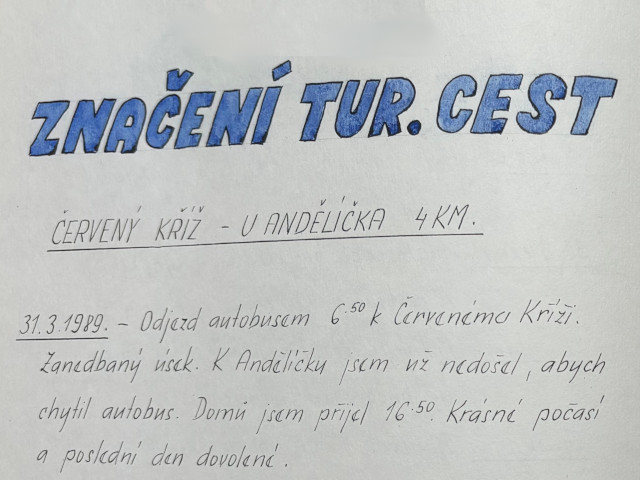 ZNAČENÍ TUR. CEST
ČERVENÝ KŘÍŽ - U ANDĚLÍČKA 4 KM.
31.3.1989. - Odjezd autobusem 6.50 k Červenému Kříži.
Zanedbaný úsek. K Andělíčku jsem už nedošel, abych
chytil autobus. Domů jsem přijel 16.50. Krásné počasí
a poslední den dovolené.